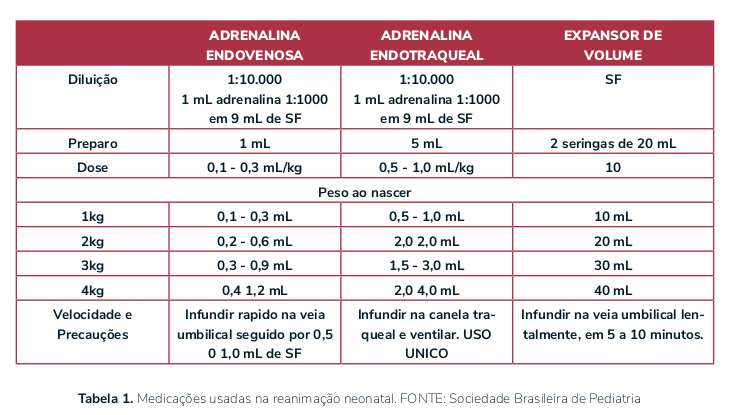 ADRENALINA ENDOVENOSA ADRENALINA ENDOTRAQUEAL EXPANSOR DE VOLUME
Diluição 1:10.000 1 mL adrenalina 1:1000 em 9 mL de SF 1:10.000 1 mL adrenalina 1:1000 em 9 mL de SF SF
Preparo 1 mL 5 mL 2 seringas de 20 mL
Dose 0,1 - 0,3 mL/kg 0,5 - 1,0 mL/kg 10
Peso ao nascer
1kg 0,1 - 0,3 mL 0,5 - 1,0 mL 10 mL
2kg 0,2 - 0,6 mL 2,0 2,0 mL 20 mL
3kg 0,3 - 0,9 mL 1,5 - 3,0 mL 30 mL
4kg 0,4 1,2 mL 2,0 4,0 mL 40 mL
Velocidade e Precauções Infundir rapido na veia umbilical seguido por 0,5 0 1,0 mL de SF Infundir na canela tra-queal e ventilar. USO UNICO Infundir na veia umbilical len-talmente, em 5 a 10 minutos.
Tabela 1. Medicações usadas na reanimação neonatal. FONTE: Sociedade Brasileira de Pediatria